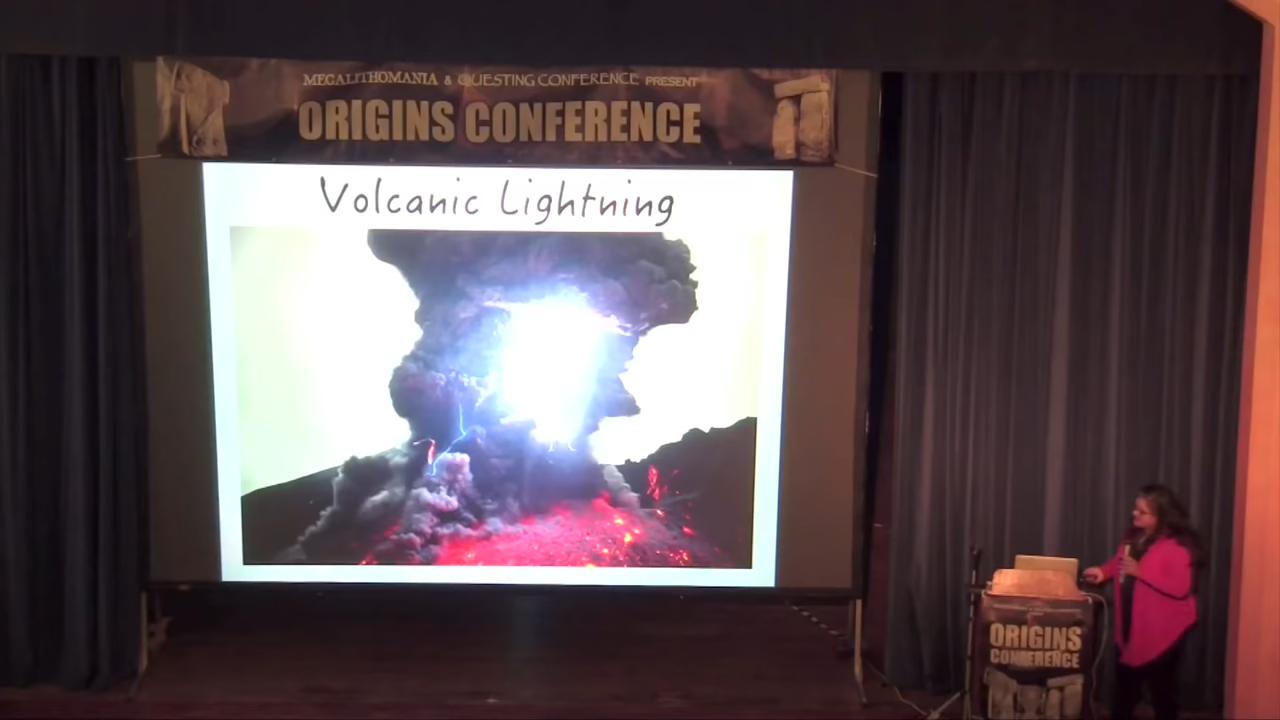 MEGALITHOMANIA & QUESTING CONFERENCE PRESENT
ORIGINS CONFERENCE
Volcanic Lightning
ORIGINS
CONFERENCE